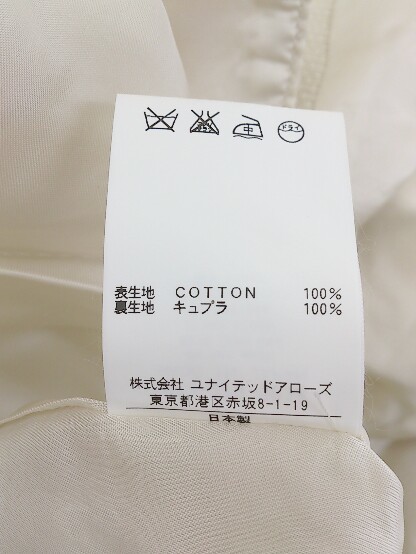 中 ドライ
表生地 COTTON 100%
裏生地 キュプラ 100%
株式会社 ユナイテッドアローズ
東京都港区赤坂8-1-19
日本製